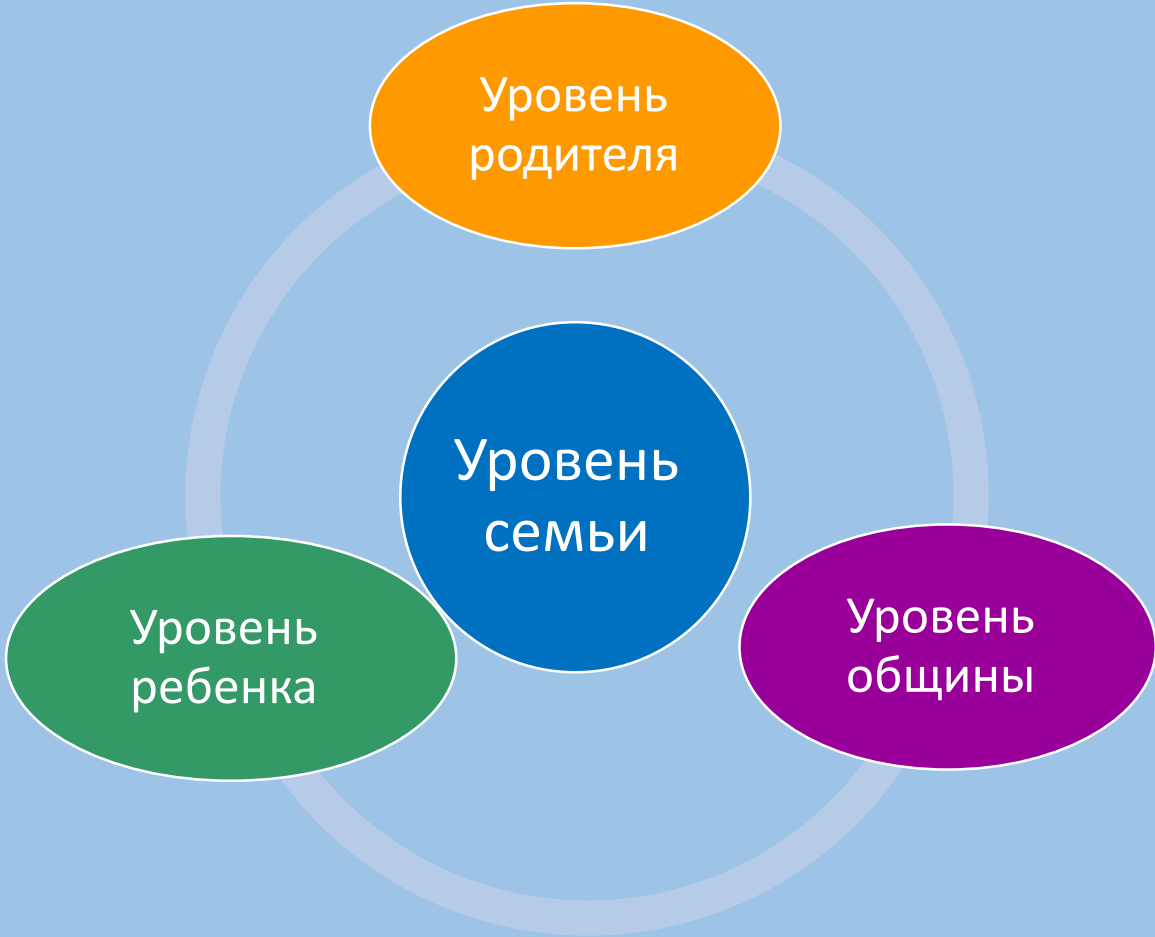 Уровень
родителя
Уровень
семьи
Уровень
ребенка
Уровень
общины